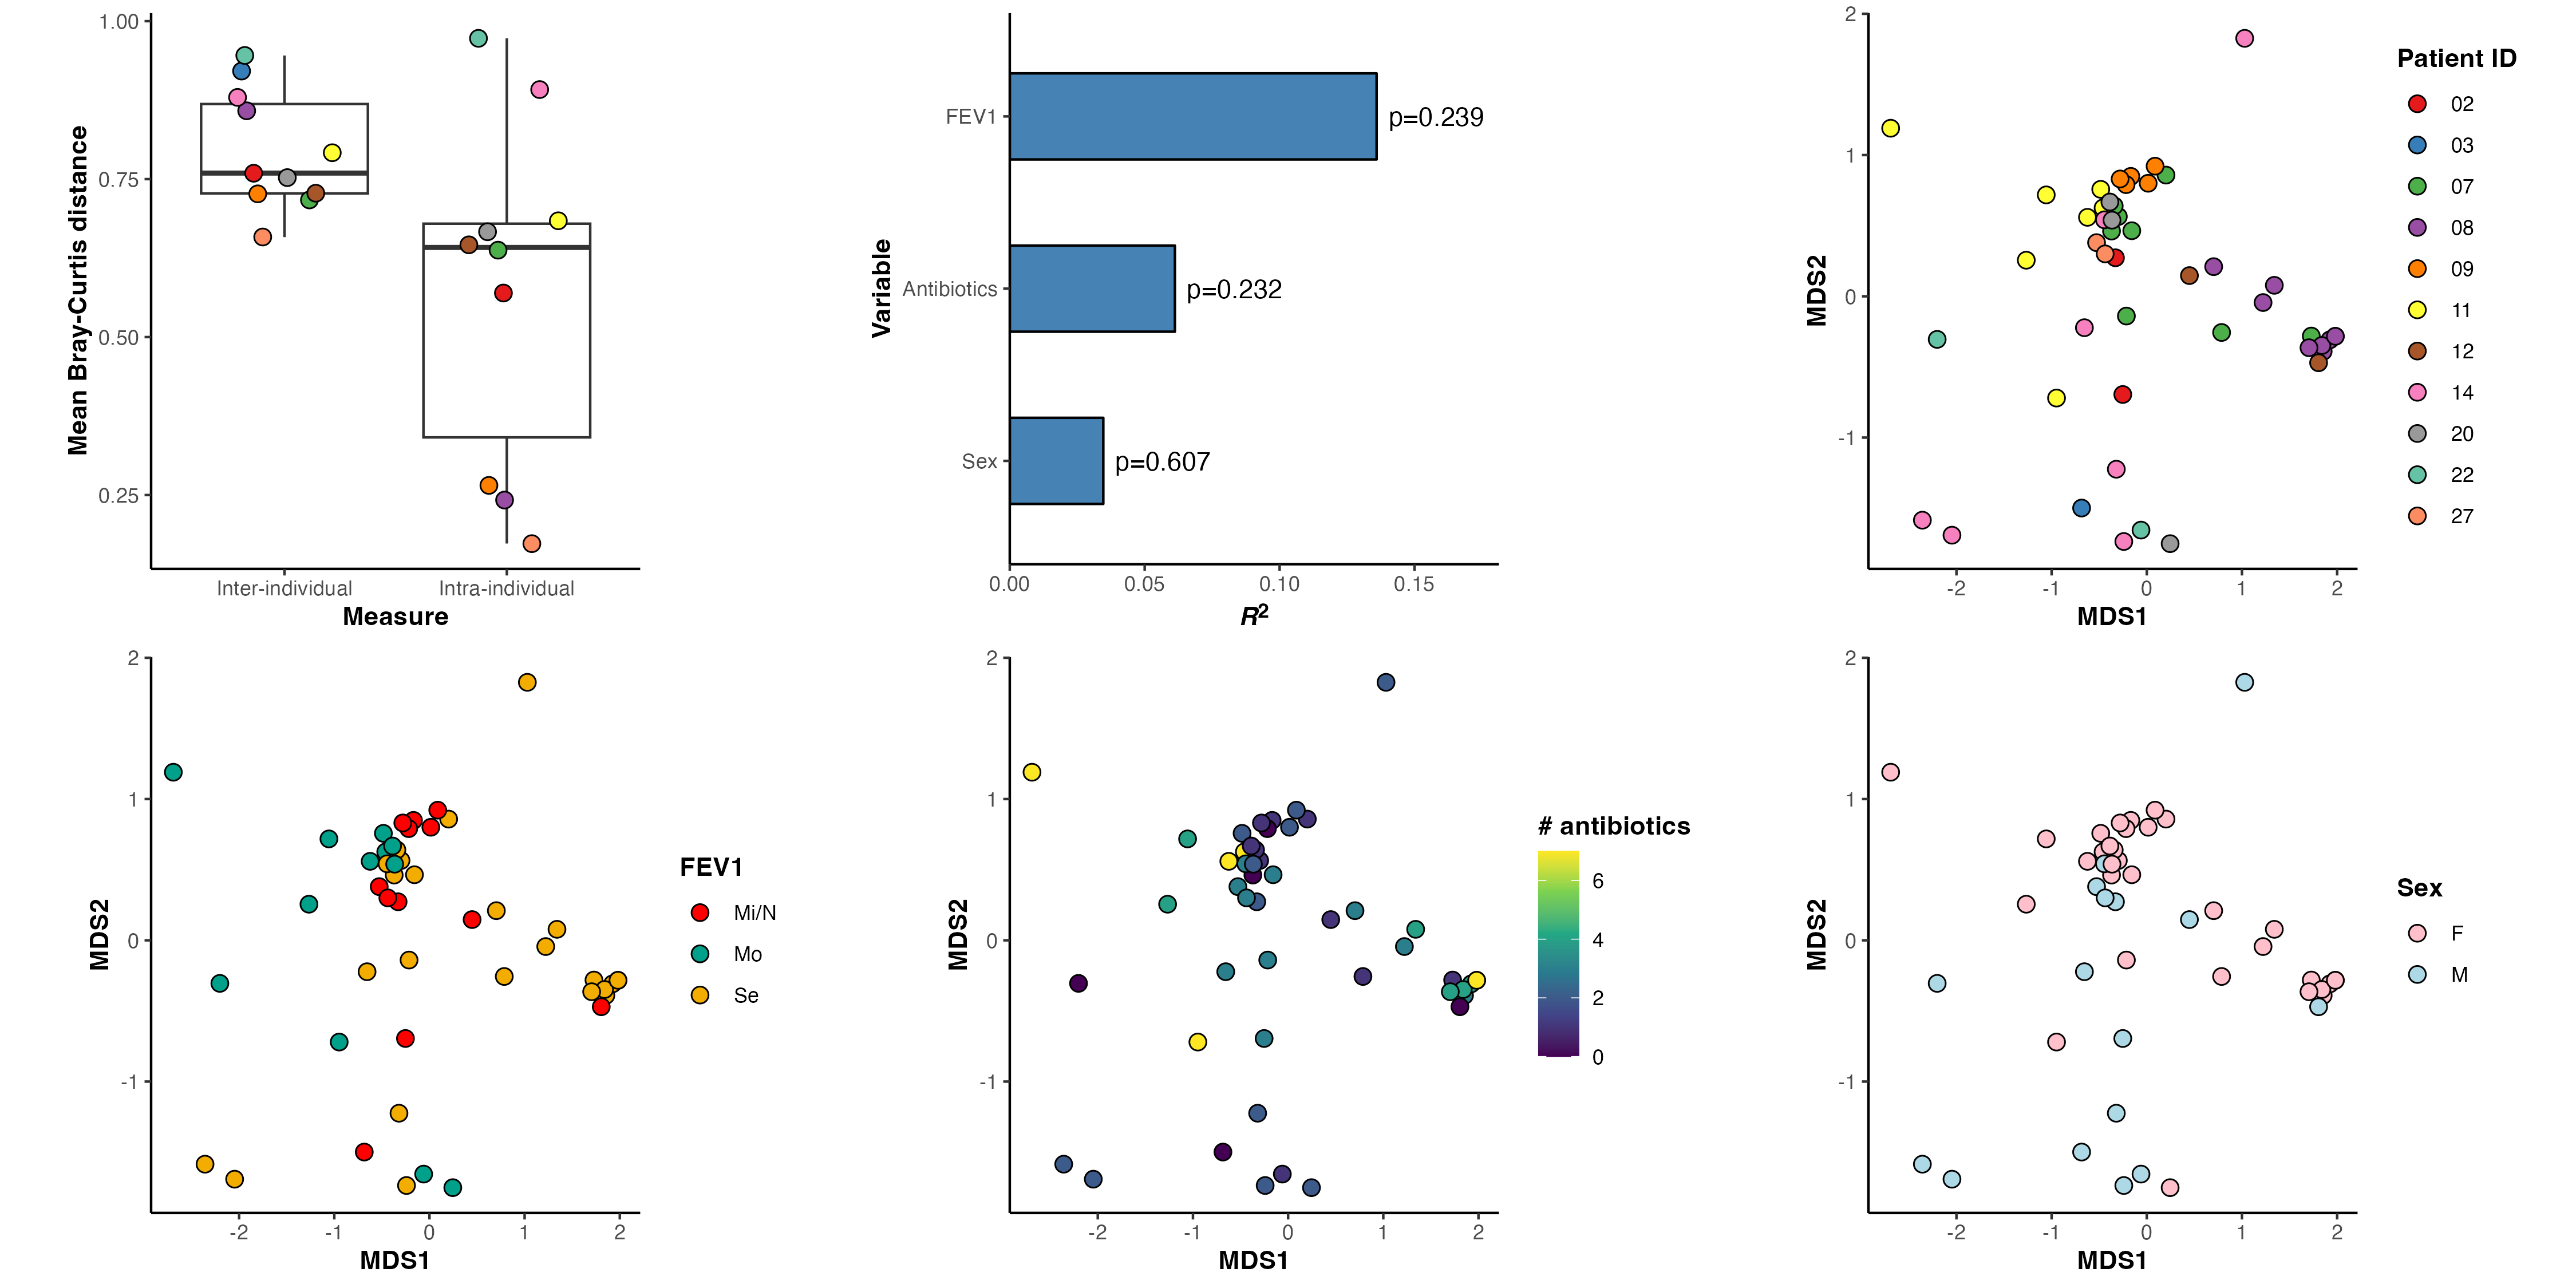 1.00
0.75
0.50
0.25
Mean Bray-Curtis distance
Inter-individual
Intra-individual
Measure
Variable
FEV1
Antibiotics
Sex
p=0.239
p=0.232
p=0.607
0.00
0.05
0.10
0.15
R²
2
1
0
-1
MDS2
-2
-1
0
1
2
MDS1
Patient ID
02
03
07
08
09
11
12
14
20
22
27
2
1
0
-1
MDS2
-2
-1
0
1
2
MDS1
FEV1
Mi/N
Mo
Se
2
1
0
-1
MDS2
-2
-1
0
1
2
MDS1
# antibiotics
6
4
2
0
2
1
0
-1
MDS2
-2
-1
0
1
2
MDS1
Sex
F
M